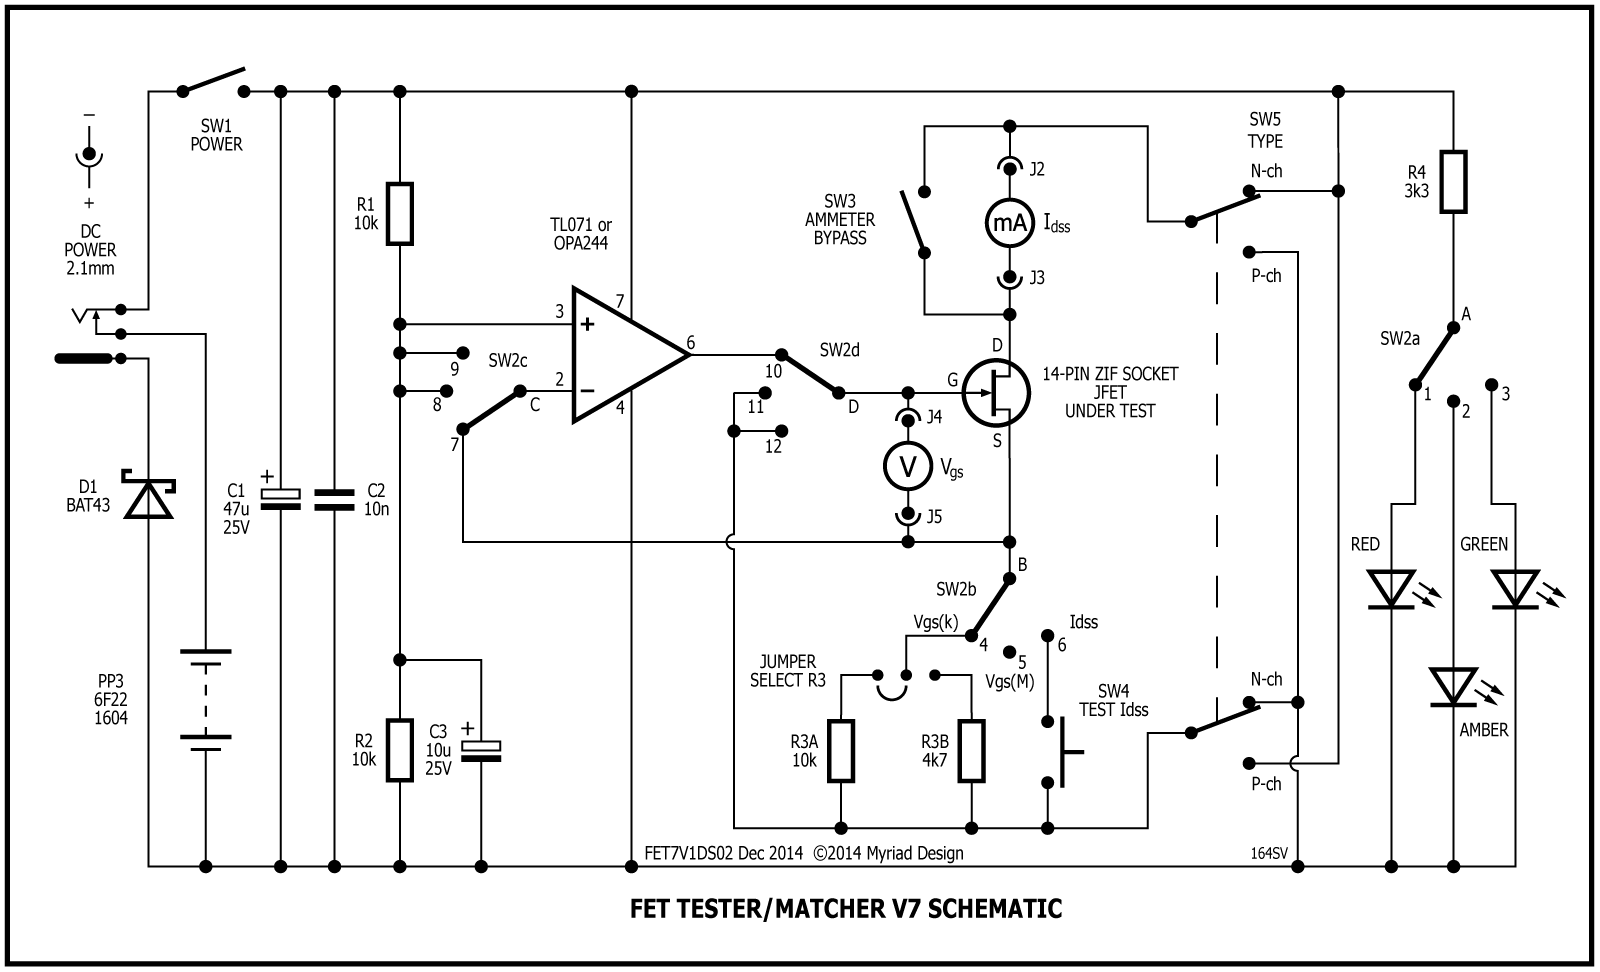 −
+
DC
POWER
2.1mm
SW1
POWER
D1
BAT43
PP3
6F22
1604
+
C1
47u
25V
C2
10n
R1
10k
R2
10k
+
C3
10u
25V
TL071 or
OPA244
3
+
7
2
−
4
6
9
8
SW2c
C
7
SW2d
10
11
12
D
SW3
AMMETER
BYPASS
J2
mA
Idss
J3
D
G
S
14-PIN ZIF SOCKET
JFET
UNDER TEST
J4
V
Vgs
J5
B
SW2b
Vgs(k)
4
5
Vgs(M)
6
Idss
JUMPER
SELECT R3
R3A
10k
R3B
4k7
SW4
TEST Idss
SW5
TYPE
N-ch
P-ch
N-ch
P-ch
R4
3k3
A
SW2a
1
2
3
RED
GREEN
AMBER
FET7V1DS02 Dec 2014 ©2014 Myriad Design
164SV
FET TESTER/MATCHER V7 SCHEMATIC